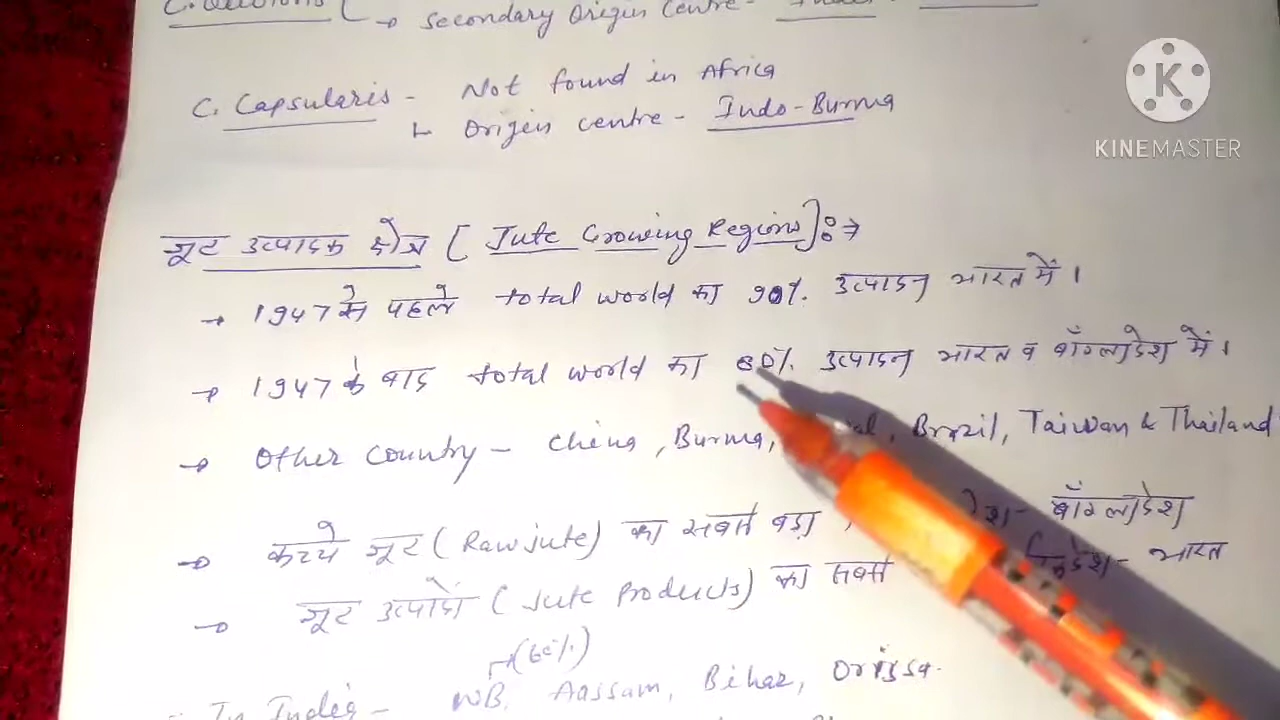 → Secondary Origin Centre -
C. Capsularis - Not found in Africa
↳ Origin centre - Indo-Burma
K
KINEMASTER
जूट उत्पादक क्षेत्र [ Jute Growing Regions ]:→
→ 1947 से पहले total world का 90% उत्पादन भारत में।
→ 1947 के बाद total world का 80% उत्पादन भारत व बाँग्लादेश में।
→ Other Country - China, Burma, Brazil, Taiwan & Thailand
→ कच्चे जूट (Raw jute) का सबसे बड़ा - बाँग्लादेश
→ जूट उत्पादों (Jute Products) का सबसे - भारत
(60%)
In India - WB, Aassam, Bihar, Orissa.